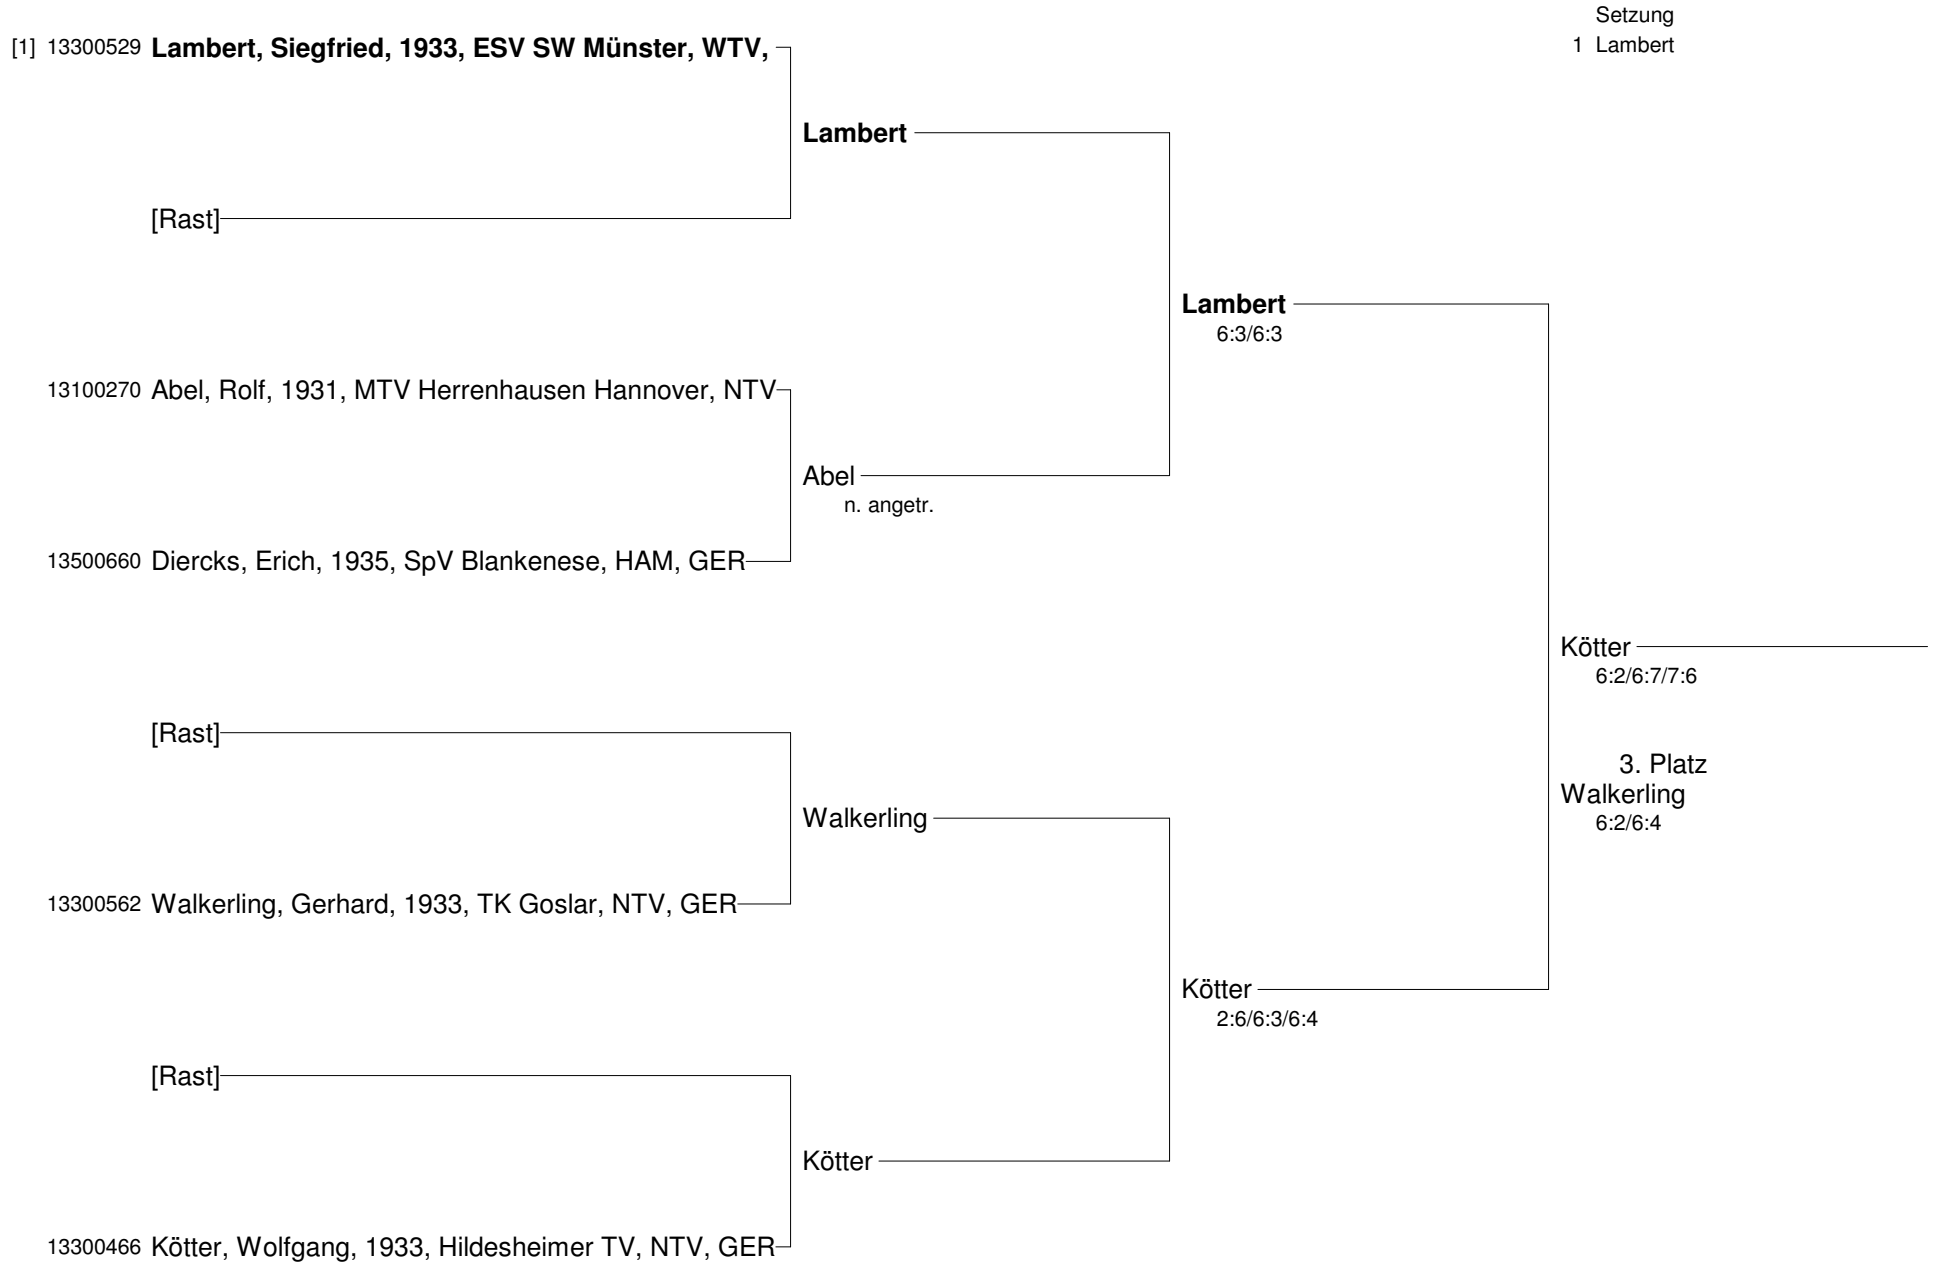 Setzung
1 Lambert
[1] 13300529 Lambert, Siegfried, 1933, ESV SW Münster, WTV,
Lambert
[Rast]
Lambert
6:3/6:3
13100270 Abel, Rolf, 1931, MTV Herrenhausen Hannover, NTV
Abel
n. angetr.
13500660 Diercks, Erich, 1935, SpV Blankenese, HAM, GER
Kötter
6:2/6:7/7:6
[Rast]
3. Platz
Walkerling
6:2/6:4
Walkerling
13300562 Walkerling, Gerhard, 1933, TK Goslar, NTV, GER
Kötter
2:6/6:3/6:4
[Rast]
Kötter
13300466 Kötter, Wolfgang, 1933, Hildesheimer TV, NTV, GER